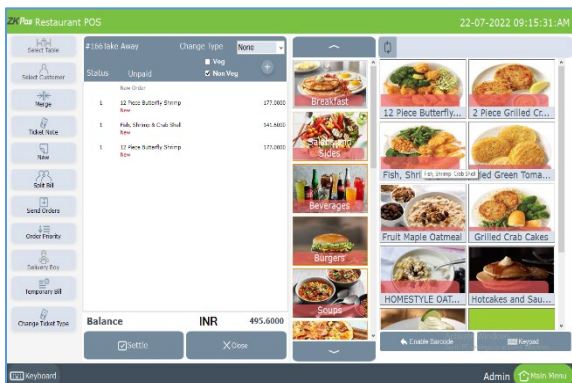 ZKPos Restaurant POS
22-07-2022 09:15:31:AM
Select Table
Select Customer
Merge
Ticket Note
New
Split Bill
Send Orders
Order Priority
Delivery Boy
Temporary Bill
Change Ticket Type
#166 Take Away
Change Type
None
Veg
Non Veg
Status
Unpaid
New Order
1 12 Piece Butterfly Shrimp 177.0000
New
1 Fish, Shrimp & Crab Shell 141.6000
New
1 12 Piece Butterfly Shrimp 177.0000
New
Balance INR 495.6000
Settle
Close
Breakfast
Salads and
Sides
Beverages
Burgers
Soups
12 Piece Butterfly...
2 Piece Grilled Cr...
Fish, Shri
Fish, Shrimp Crab Shell
ied Green Toma...
Fruit Maple Oatmeal
Grilled Crab Cakes
HOMESTYLE OAT...
Hotcakes and Sau...
Enable Barcode
Keypad
Keyboard
Admin
Main Menu